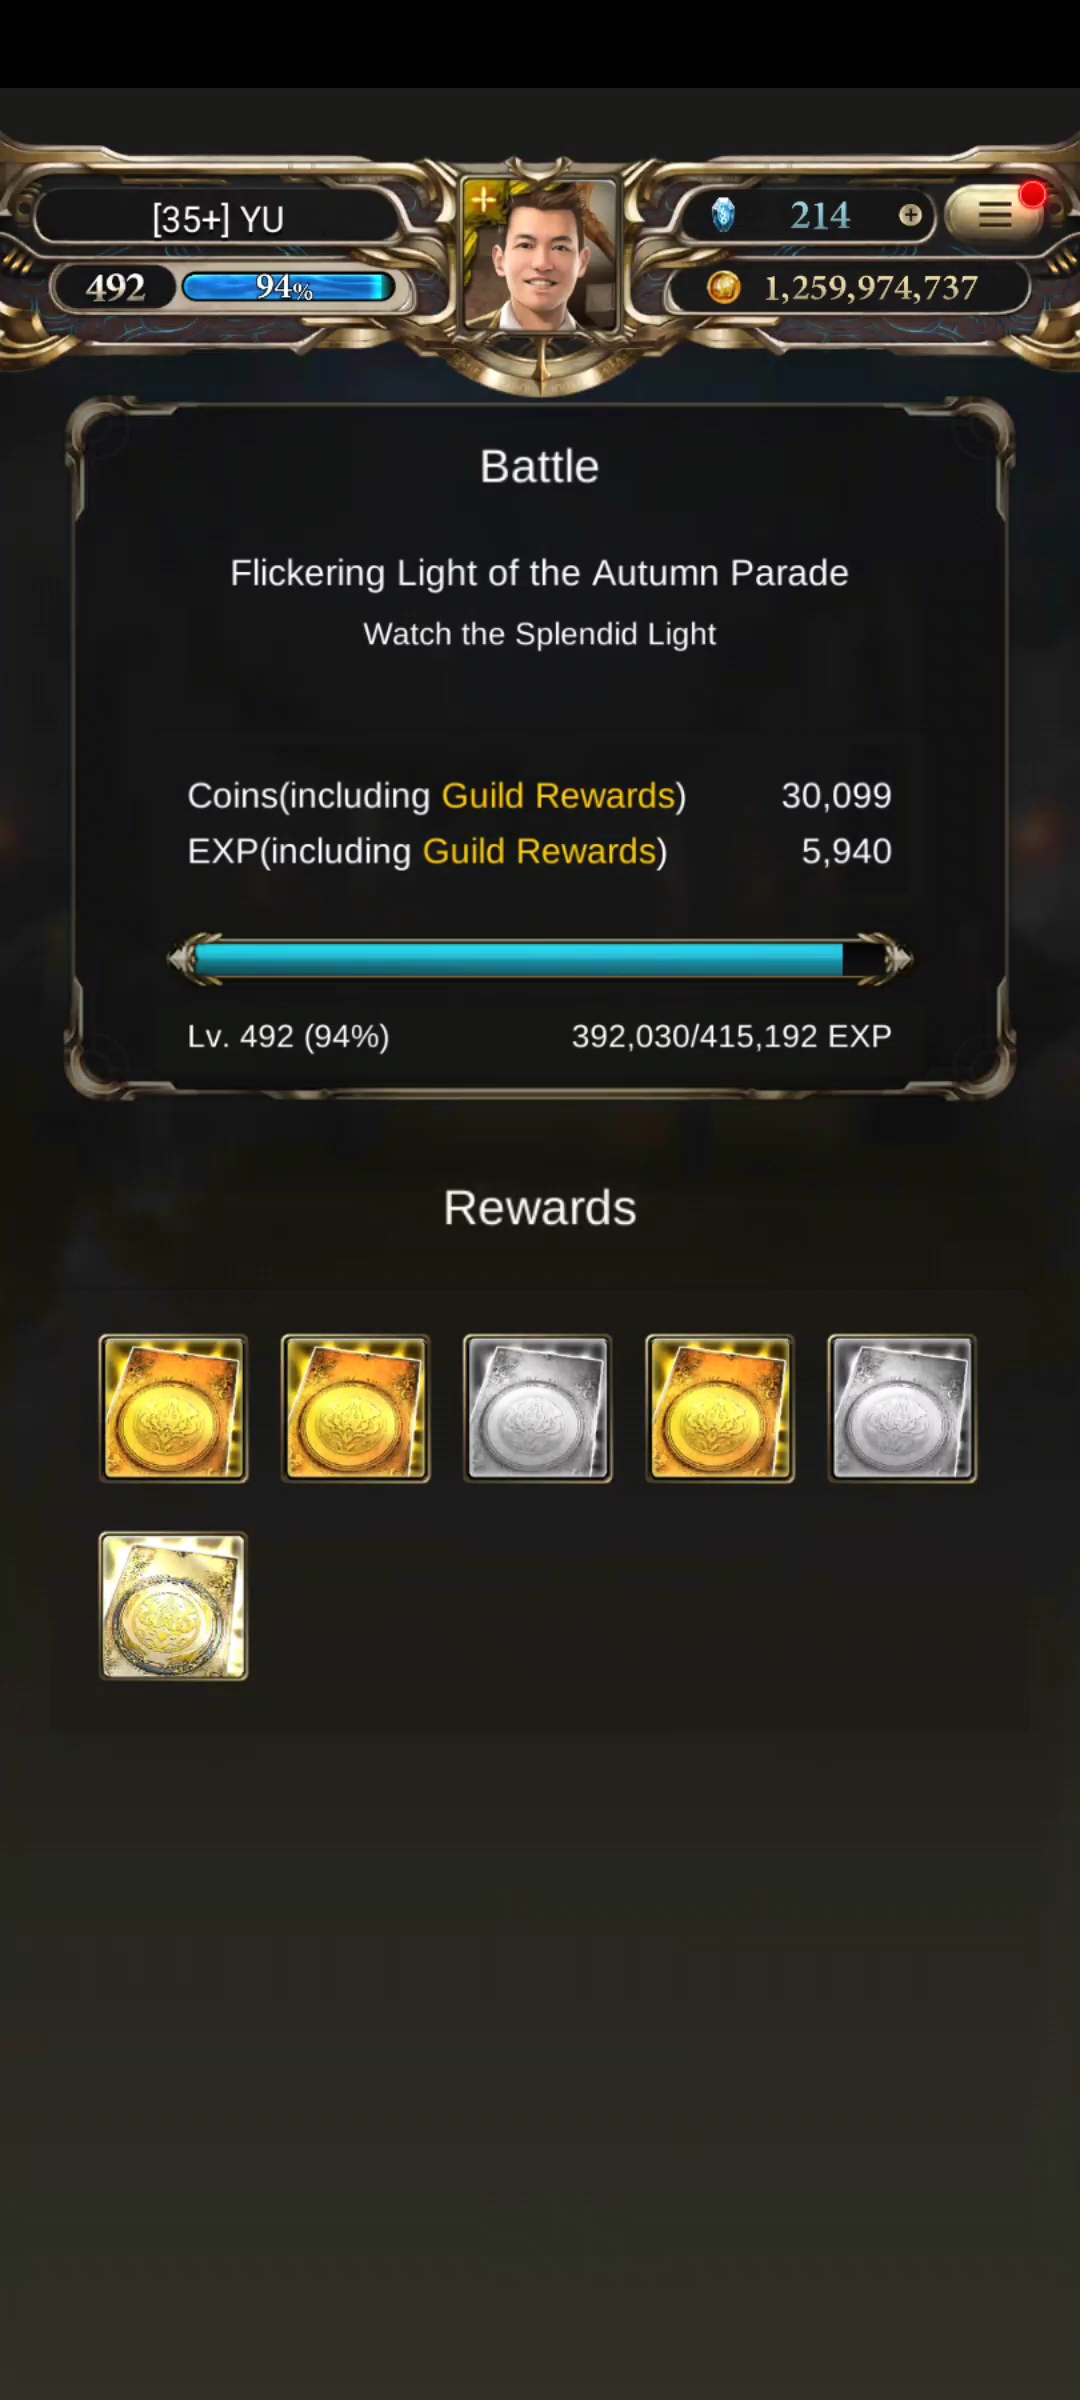 [35+] YU
214
492
94%
1,259,974,737
Battle
Flickering Light of the Autumn Parade
Watch the Splendid Light
Coins(including Guild Rewards) 30,099
EXP(including Guild Rewards) 5,940
Lv. 492 (94%) 392,030/415,192 EXP
Rewards